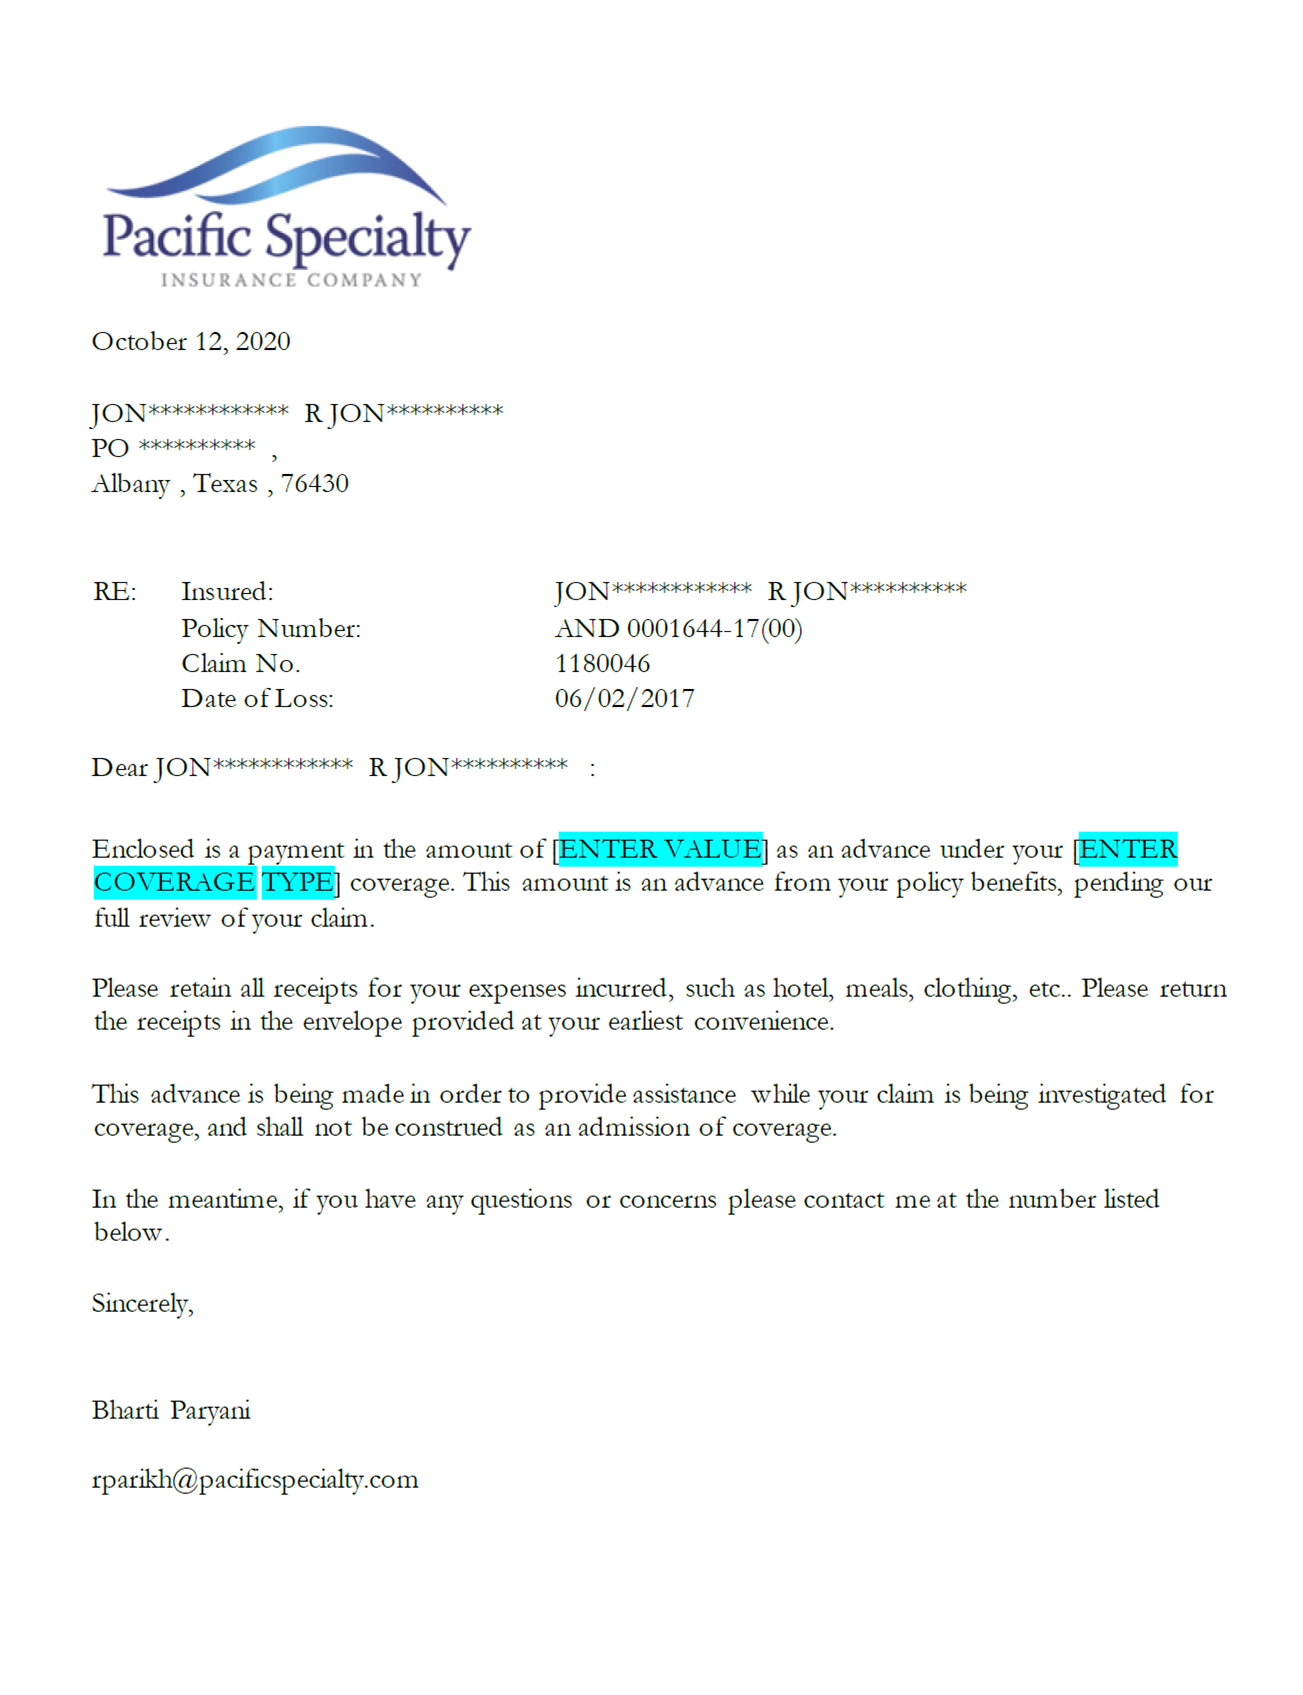 Pacific Specialty
INSURANCE COMPANY
October 12, 2020
JON************ R JON**********
PO ********** ,
Albany , Texas , 76430
RE: Insured: JON************ R JON**********
Policy Number: AND 0001644-17(00)
Claim No. 1180046
Date of Loss: 06/02/2017
Dear JON************ R JON********** :
Enclosed is a payment in the amount of [ENTER VALUE] as an advance under your [ENTER
COVERAGE TYPE] coverage. This amount is an advance from your policy benefits, pending our
full review of your claim.
Please retain all receipts for your expenses incurred, such as hotel, meals, clothing, etc.. Please return
the receipts in the envelope provided at your earliest convenience.
This advance is being made in order to provide assistance while your claim is being investigated for
coverage, and shall not be construed as an admission of coverage.
In the meantime, if you have any questions or concerns please contact me at the number listed
below.
Sincerely,
Bharti Paryani
rparikh@pacificspecialty.com